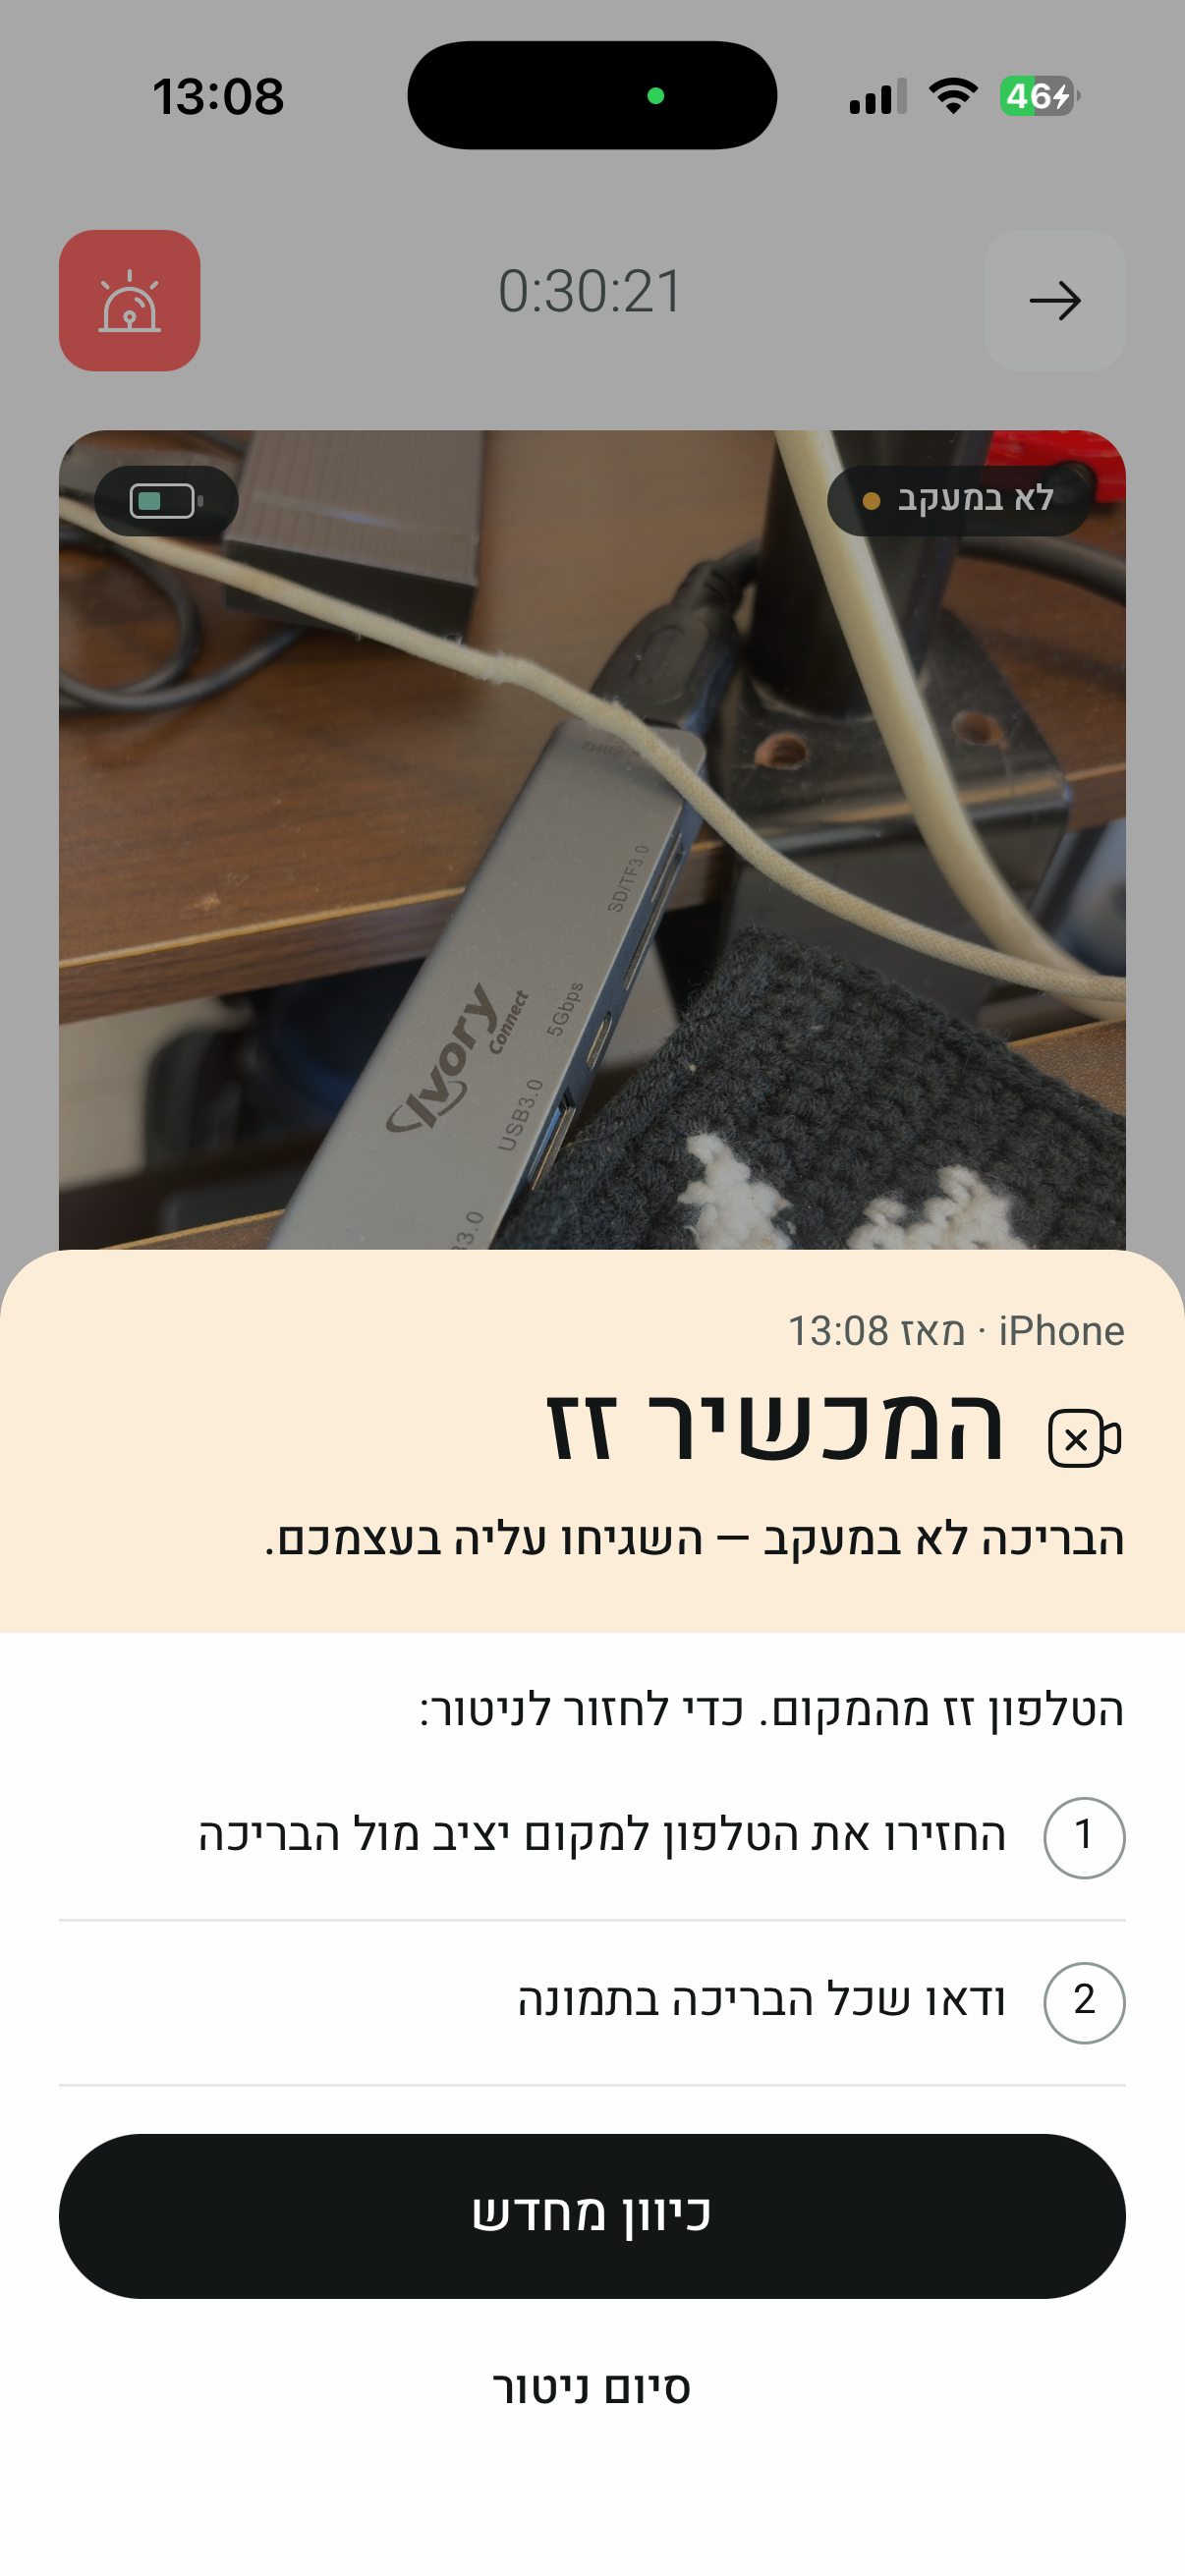 13:08
46
0:30:21
לא במעקב
SD/TF3.0
5Gbps
Ivory
Connect
USB3.0
3.0
iPhone · מאז 13:08
המכשיר זז
הבריכה לא במעקב — השגיחו עליה בעצמכם.
הטלפון זז מהמקום. כדי לחזור לניטור:
1 החזירו את הטלפון למקום יציב מול הבריכה
2 ודאו שכל הבריכה בתמונה
כיוון מחדש
סיום ניטור